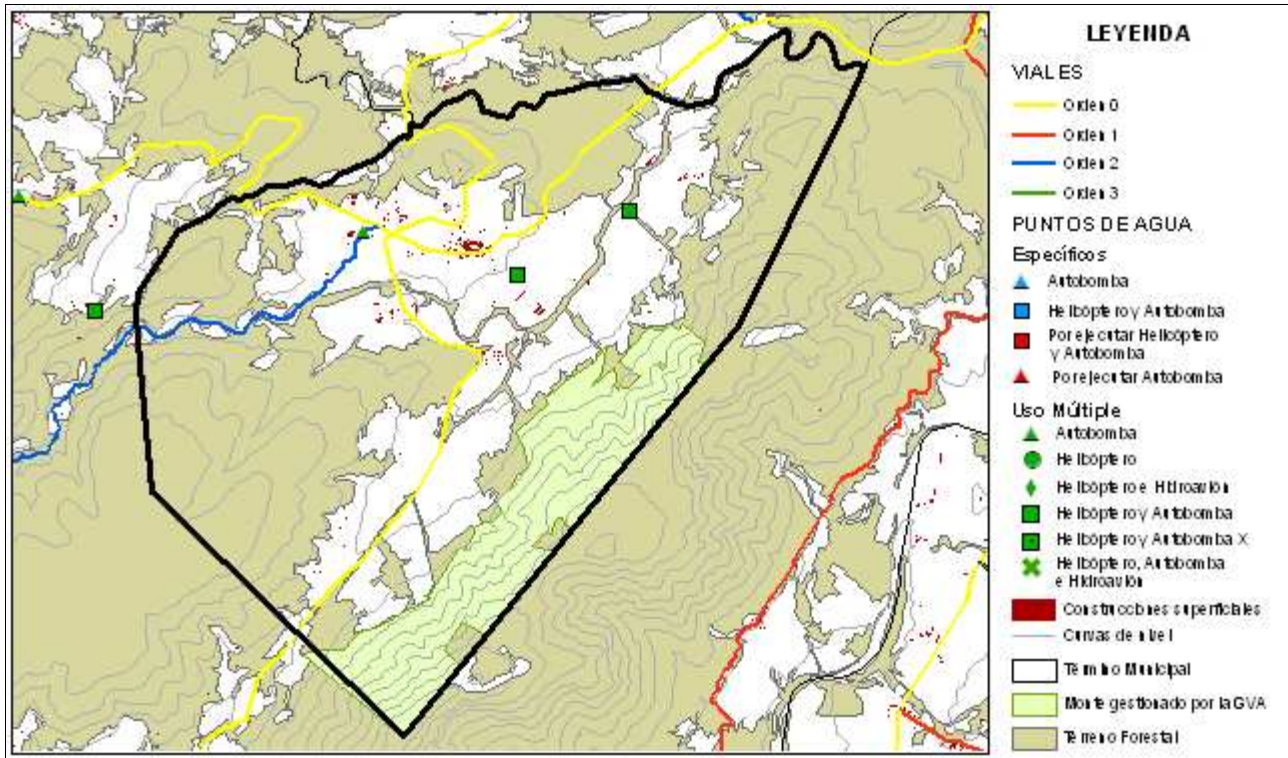 LEYENDA
VIALES
Orden 0
Orden 1
Orden 2
Orden 3
PUNTOS DE AGUA
Específicos
Autobomba
Helicóptero y Autobomba
Por ejecutar Helicóptero
y Autobomba
Por ejecutar Autobomba
Uso Múltiple
Autobomba
Helicóptero
Helicóptero e Hidroavión
Helicóptero y Autobomba
Helicóptero y Autobomba X
Helicóptero, Autobomba
e Hidroavión
Construcciones superficiales
Curvas de nivel
Término Municipal
Monte gestionado por la GVA
Terreno Forestal